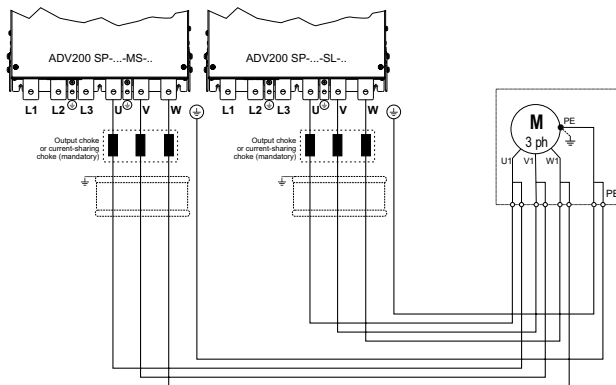 ADV200 SP-...-MS-..
ADV200 SP-...-SL-..
L1 L2 L3 U V W
L1 L2 L3 U V W
Output choke
or current-sharing
choke (mandatory)
Output choke
or current-sharing
choke (mandatory)
M
3 ph
PE
U1 V1 W1
PE